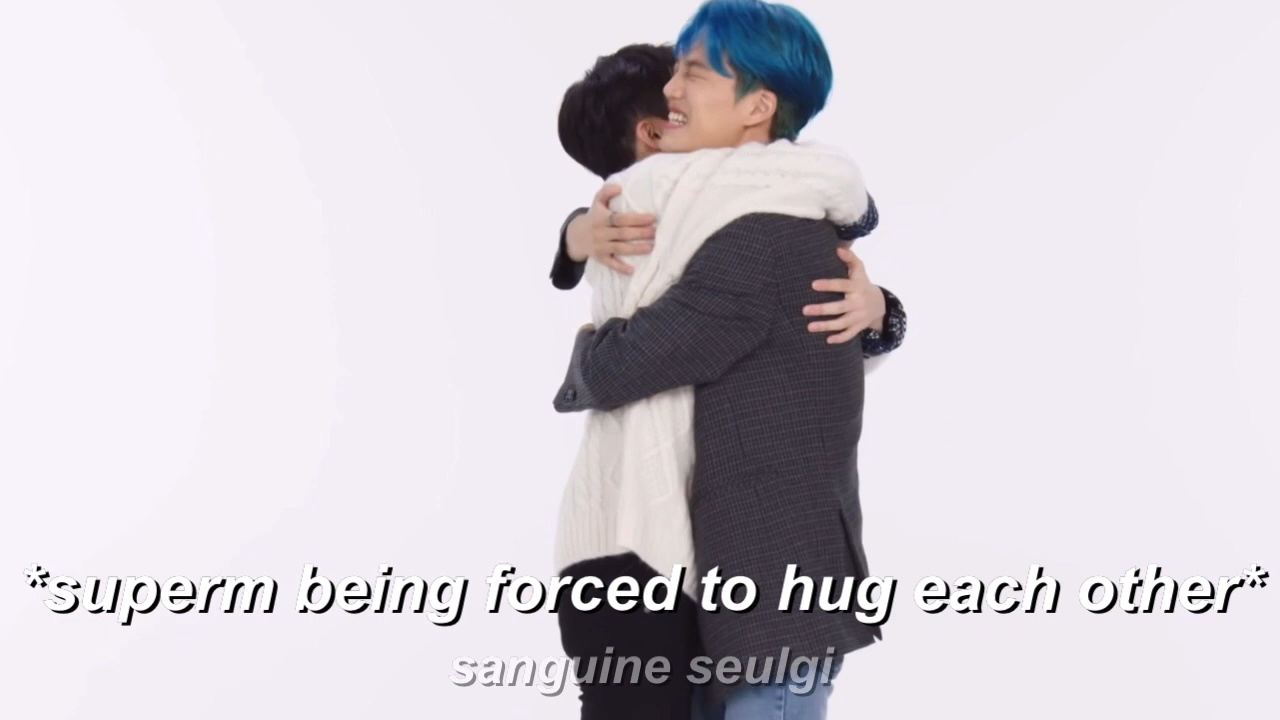 *superm being forced to hug each other*
sanguine seulgi